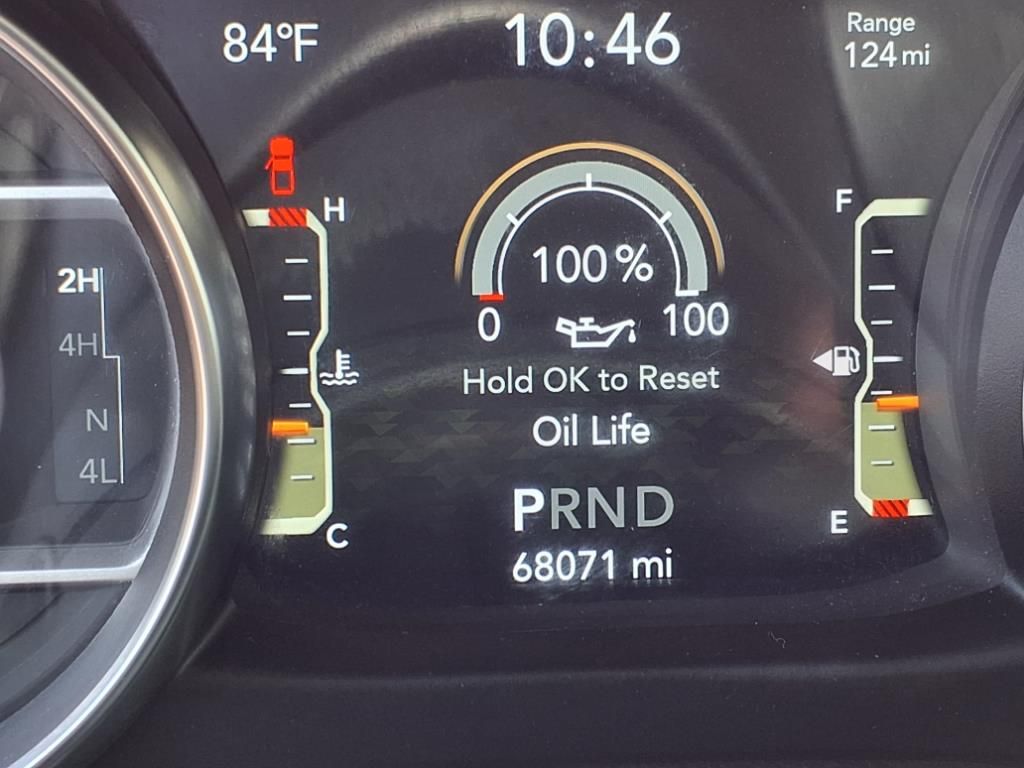 84°F
10:46
Range
124 mi
H
F
2H
4H
N
4L
100 %
0
100
Hold OK to Reset
Oil Life
C
E
PRND
68071 mi